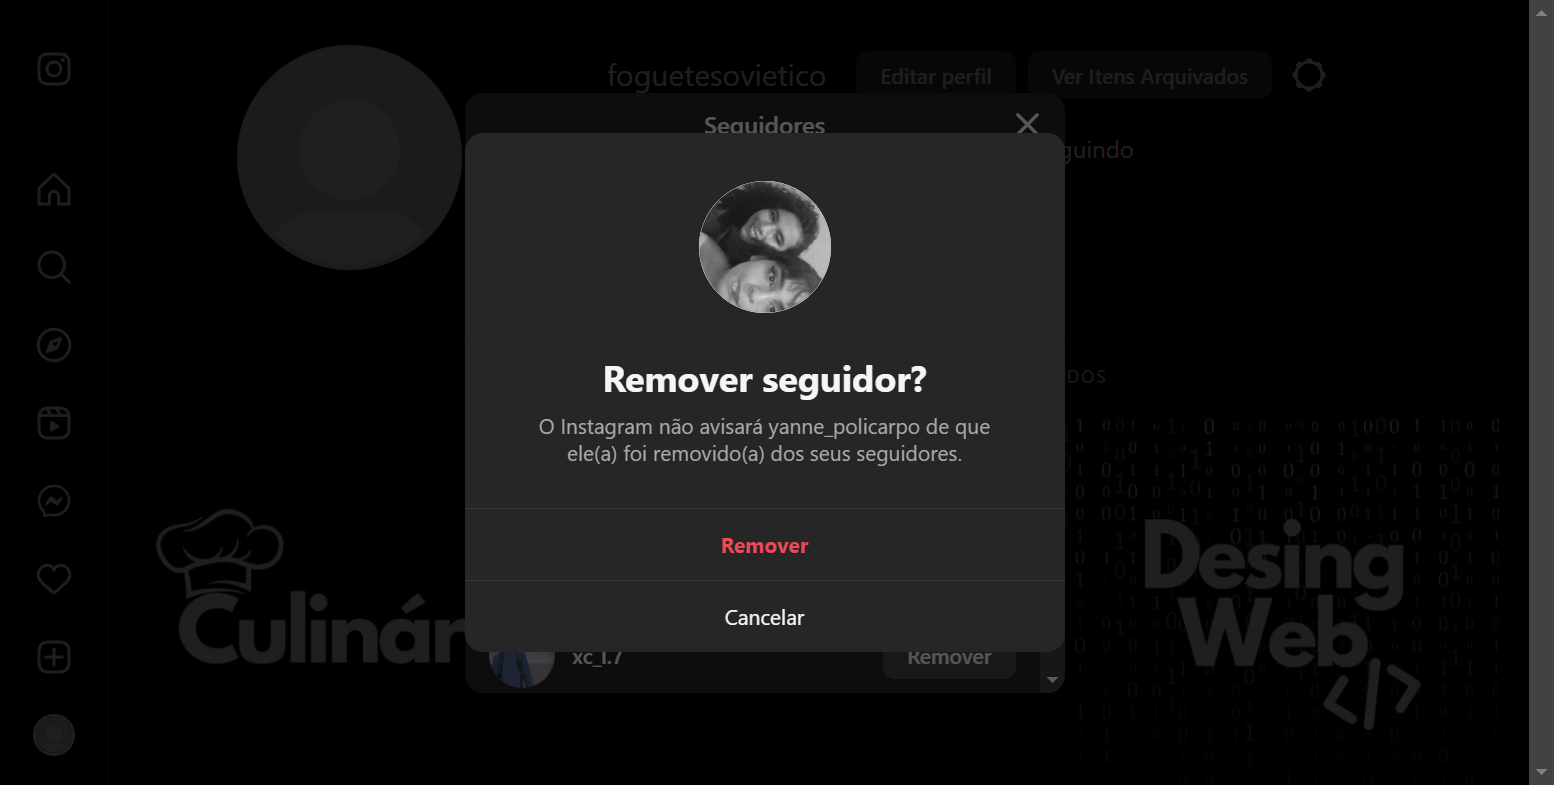 foguetesovietico
Editar perfil
Ver Itens Arquivados
Seguidores
guindo
Remover seguidor?
O Instagram não avisará yanne_policarpo de que
ele(a) foi removido(a) dos seus seguidores.
Remover
Cancelar
DOS
Culinár
Desing
Web
</>
xc_l.7
Remover